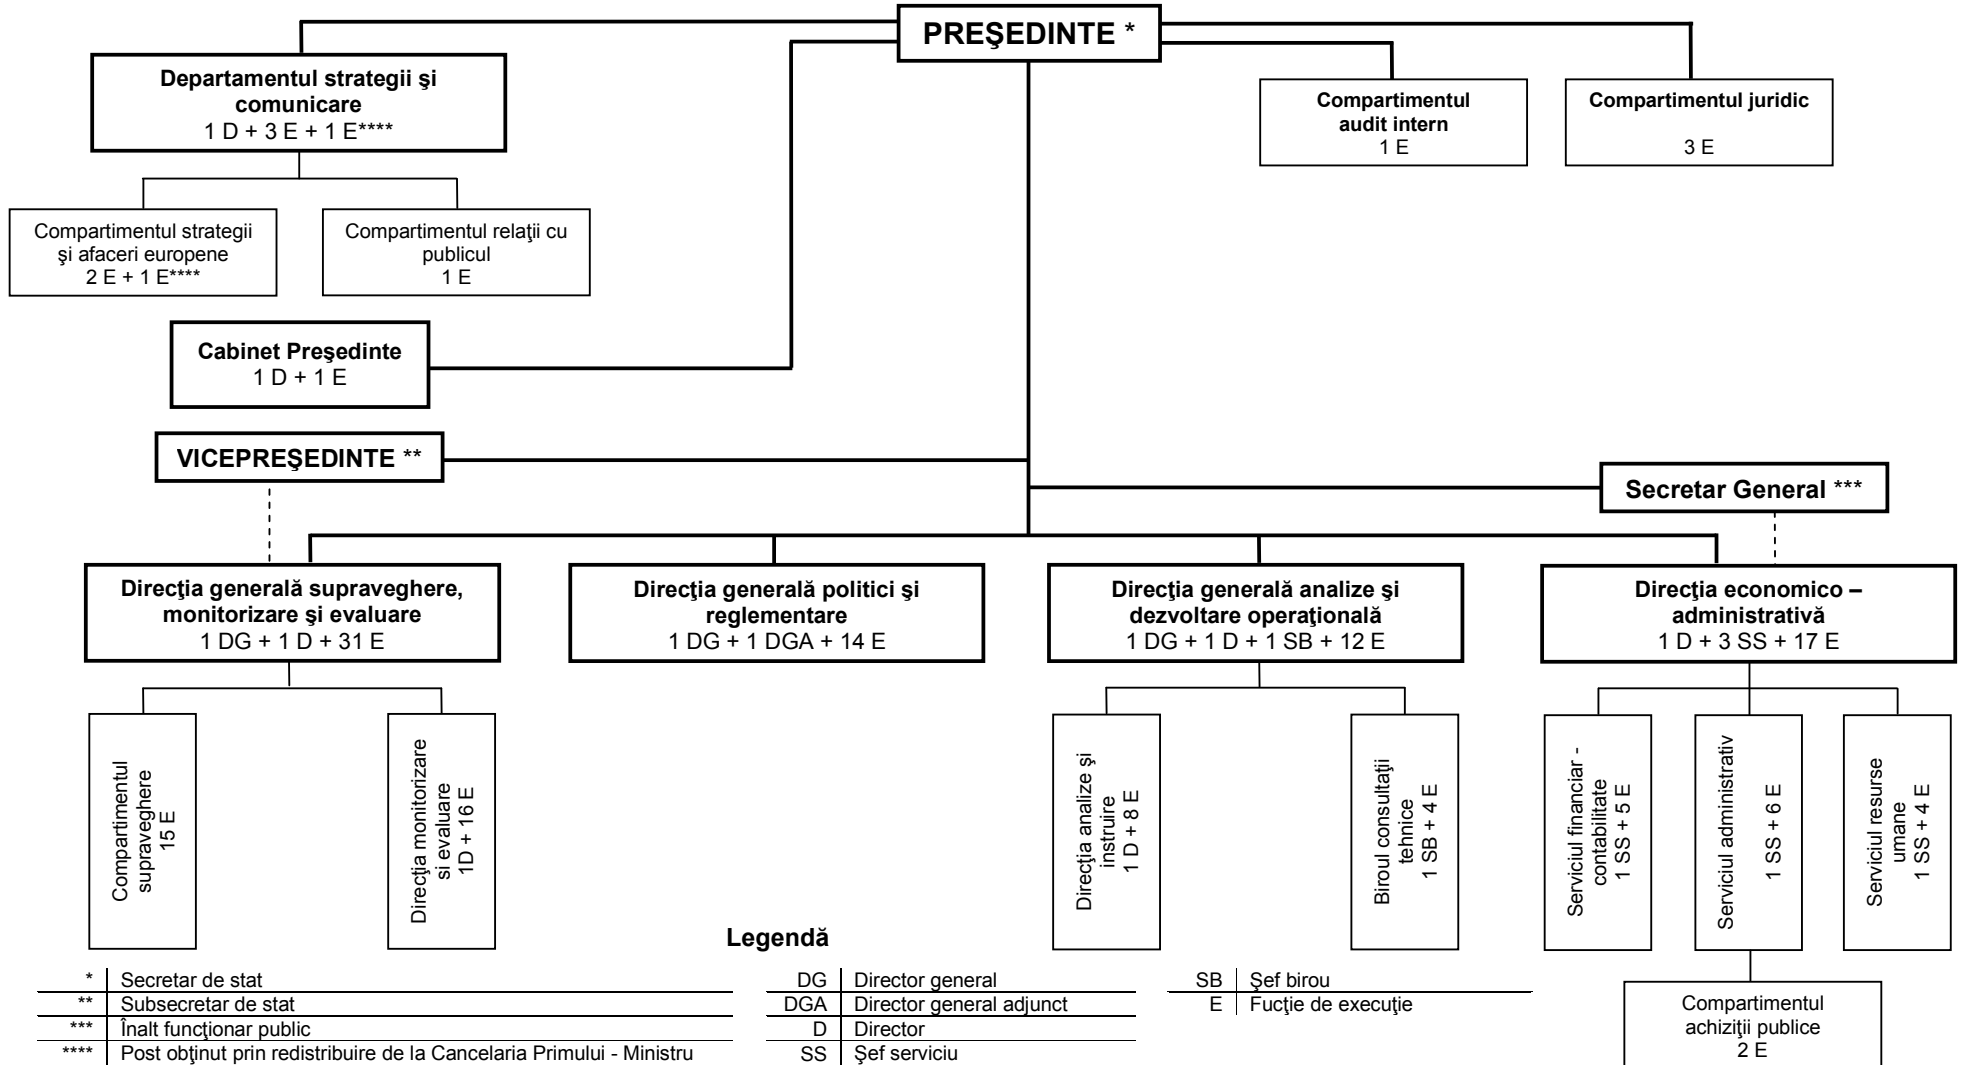 PREŞEDINTE *
Departamentul strategii şi
comunicare
1 D + 3 E + 1 E****
Compartimentul
audit intern
1 E
Compartimentul juridic
3 E
Compartimentul strategii
şi afaceri europene
2 E + 1 E****
Compartimentul relaţii cu
publicul
1 E
Cabinet Preşedinte
1 D + 1 E
VICEPREŞEDINTE **
Secretar General ***
Direcţia generală supraveghere,
monitorizare şi evaluare
1 DG + 1 D + 31 E
Direcţia generală politici şi
reglementare
1 DG + 1 DGA + 14 E
Direcţia generală analize şi
dezvoltare operaţională
1 DG + 1 D + 1 SB + 12 E
Direcţia economico –
administrativă
1 D + 3 SS + 17 E
Compartimentul
supraveghere
15 E
Direcţia monitorizare
si evaluare
1D + 16 E
Direcţia analize şi
instruire
1 D + 8 E
Biroul consultaţii
tehnice
1 SB + 4 E
Serviciul financiar -
contabilitate
1 SS + 5 E
Serviciul administrativ
1 SS + 6 E
Serviciul resurse
umane
1 SS + 4 E
Compartimentul
achiziţii publice
2 E
Legendă
* Secretar de stat
** Subsecretar de stat
*** Înalt funcţionar public
**** Post obţinut prin redistribuire de la Cancelaria Primului - Ministru
DG Director general
DGA Director general adjunct
D Director
SS Şef serviciu
SB Şef birou
E Fucţie de execuţie